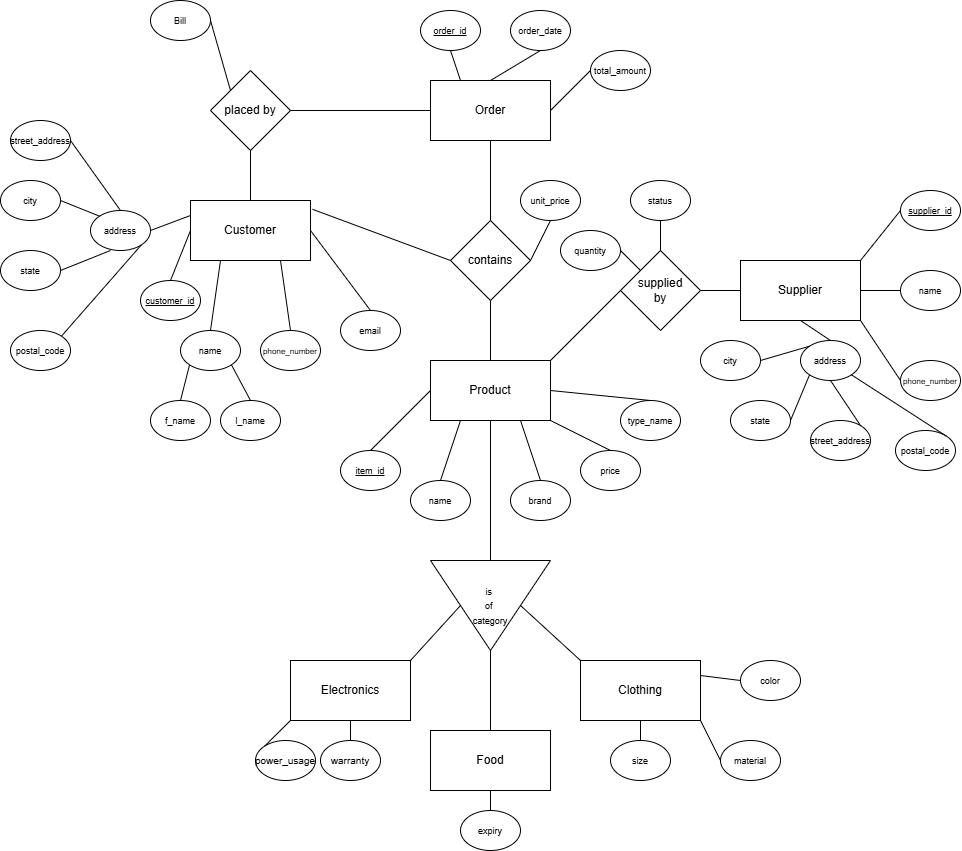 Bill
order_id
order_date
total_amount
placed by
Order
street_address
city
address
state
postal_code
Customer
customer_id
name
phone_number
email
f_name
l_name
unit_price
contains
status
quantity
supplied
by
Supplier
supplier_id
name
phone_number
city
address
state
street_address
postal_code
Product
item_id
name
brand
price
type_name
is
of
category
Electronics
power_usage
warranty
Food
expiry
Clothing
color
size
material